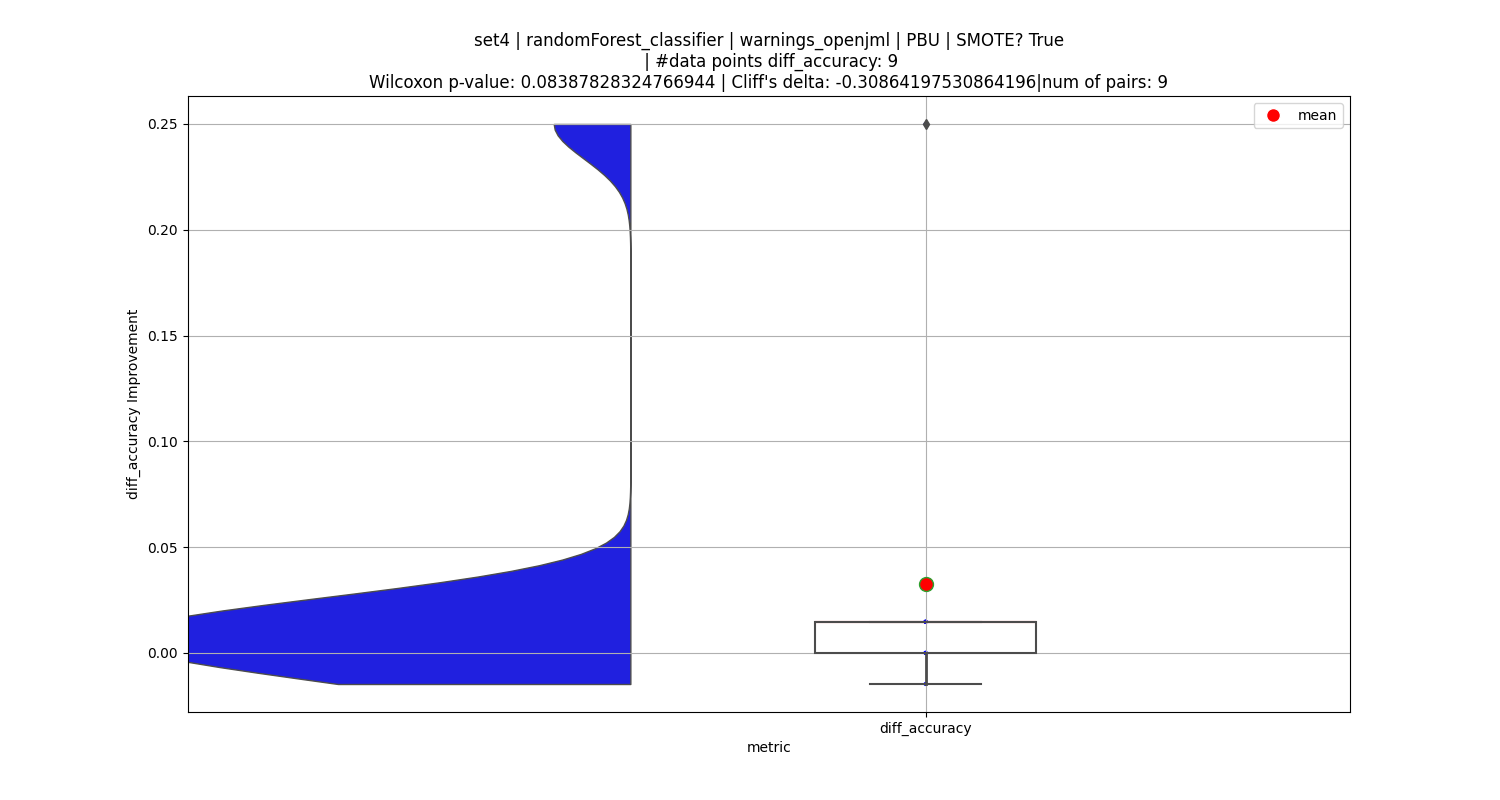 set4 | randomForest_classifier | warnings_openjml | PBU | SMOTE? True
| #data points diff_accuracy: 9
Wilcoxon p-value: 0.08387828324766944 | Cliff's delta: -0.30864197530864196|num of pairs: 9
mean
0.25
0.20
0.15
0.10
0.05
0.00
diff_accuracy Improvement
diff_accuracy
metric